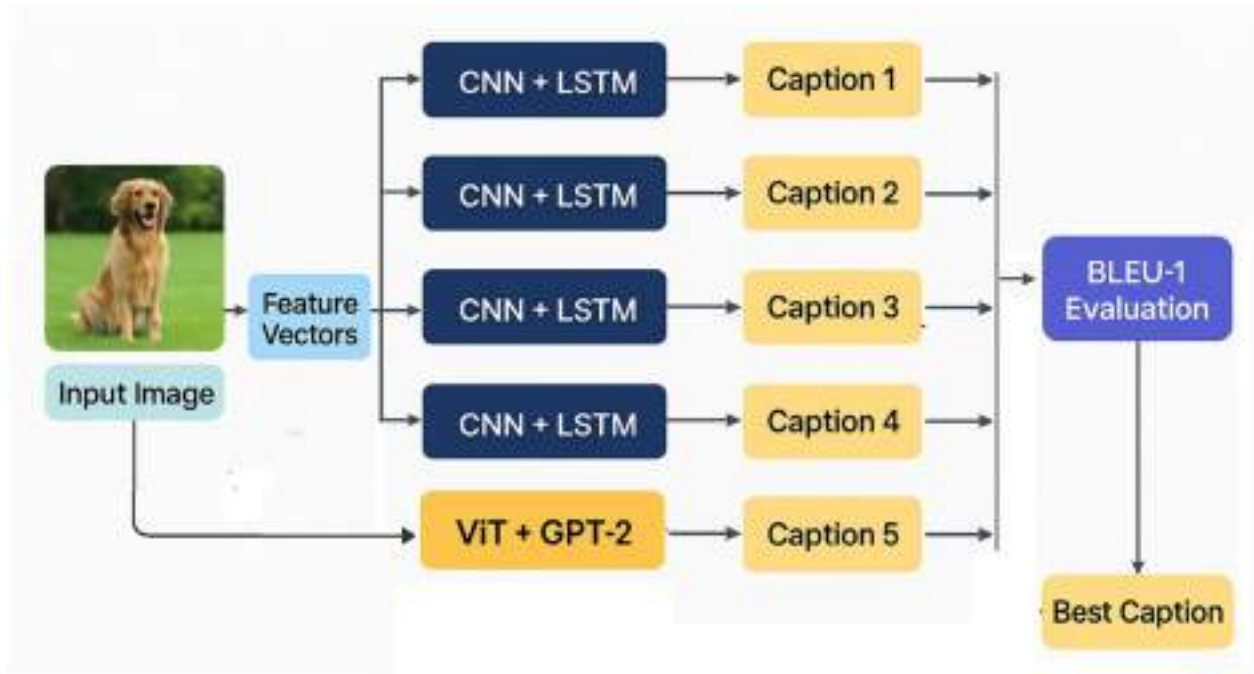 CNN + LSTM
Caption 1
CNN + LSTM
Caption 2
Feature
Vectors
CNN + LSTM
Caption 3
BLEU-1
Evaluation
Input Image
CNN + LSTM
Caption 4
ViT + GPT-2
Caption 5
Best Caption